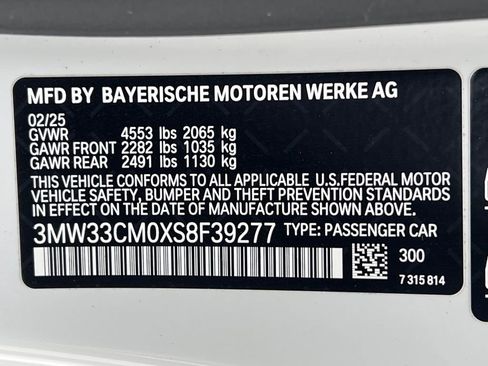 MFD BY BAYERISCHE MOTOREN WERKE AG
02/25
GVWR 4553 lbs 2065 kg
GAWR FRONT 2282 lbs 1035 kg
GAWR REAR 2491 lbs 1130 kg
THIS VEHICLE CONFORMS TO ALL APPLICABLE U.S.FEDERAL MOTOR
VEHICLE SAFETY, BUMPER AND THEFT PREVENTION STANDARDS
IN EFFECT ON THE DATE OF MANUFACTURE SHOWN ABOVE.
3MW33CM0XS8F39277 TYPE: PASSENGER CAR
300
7 315 814